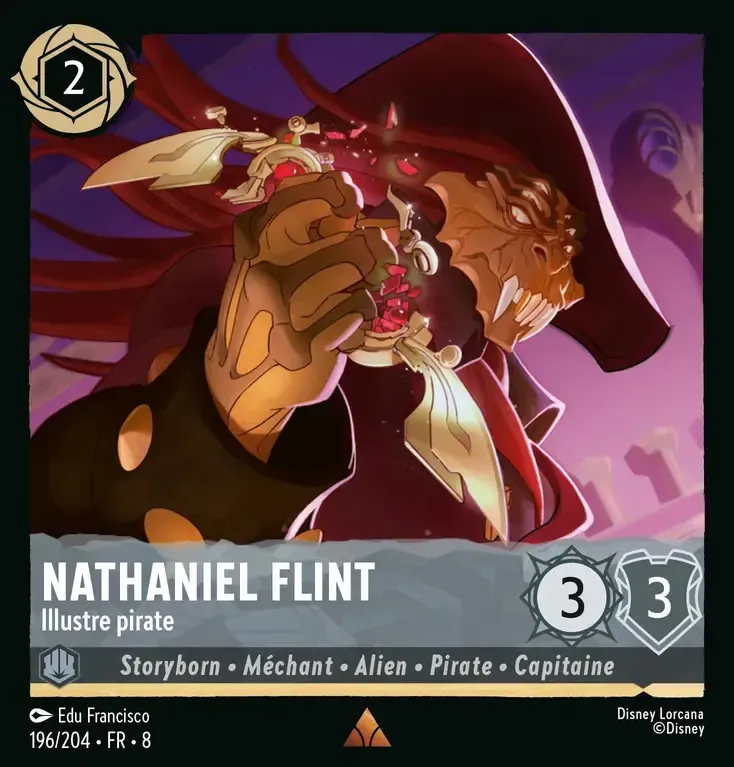 2
NATHANIEL FLINT
Illustre pirate
3
3
Storyborn • Méchant • Alien • Pirate • Capitaine
Edu Francisco
196/204 • FR • 8
Disney Lorcana
©Disney